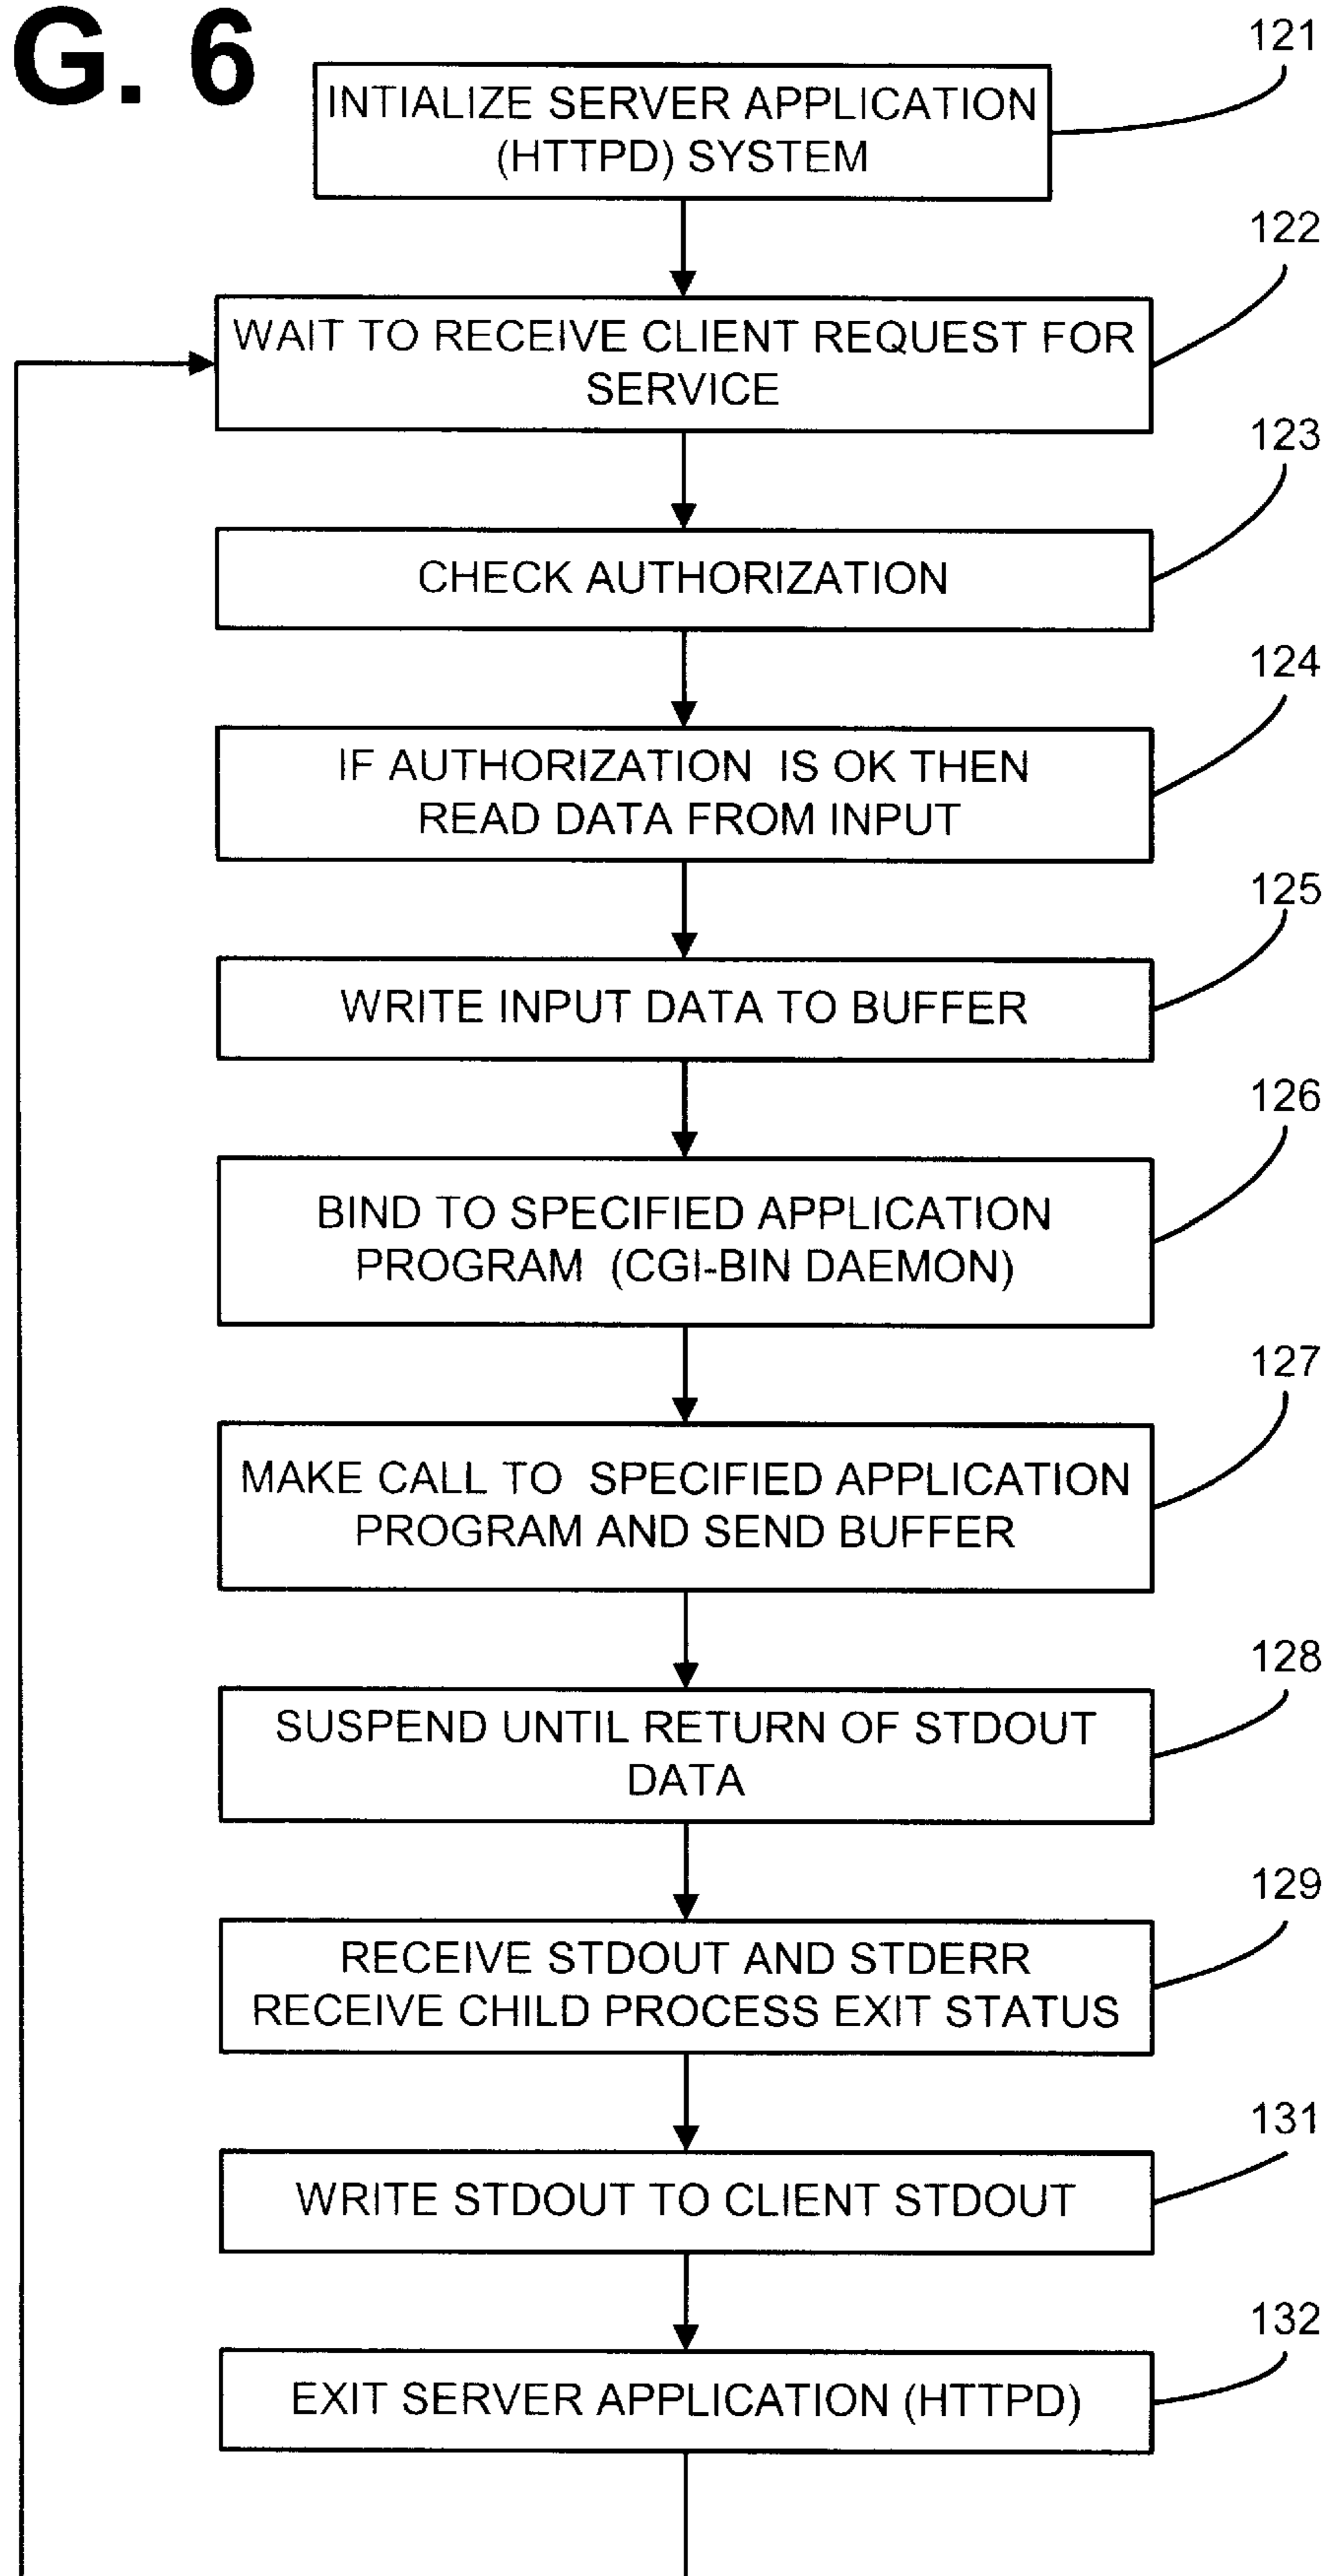 G. 6
121
INTIALIZE SERVER APPLICATION
(HTTPD) SYSTEM
122
WAIT TO RECEIVE CLIENT REQUEST FOR
SERVICE
123
CHECK AUTHORIZATION
124
IF AUTHORIZATION IS OK THEN
READ DATA FROM INPUT
125
WRITE INPUT DATA TO BUFFER
126
BIND TO SPECIFIED APPLICATION
PROGRAM (CGI-BIN DAEMON)
127
MAKE CALL TO SPECIFIED APPLICATION
PROGRAM AND SEND BUFFER
128
SUSPEND UNTIL RETURN OF STDOUT
DATA
129
RECEIVE STDOUT AND STDERR
RECEIVE CHILD PROCESS EXIT STATUS
131
WRITE STDOUT TO CLIENT STDOUT
132
EXIT SERVER APPLICATION (HTTPD)